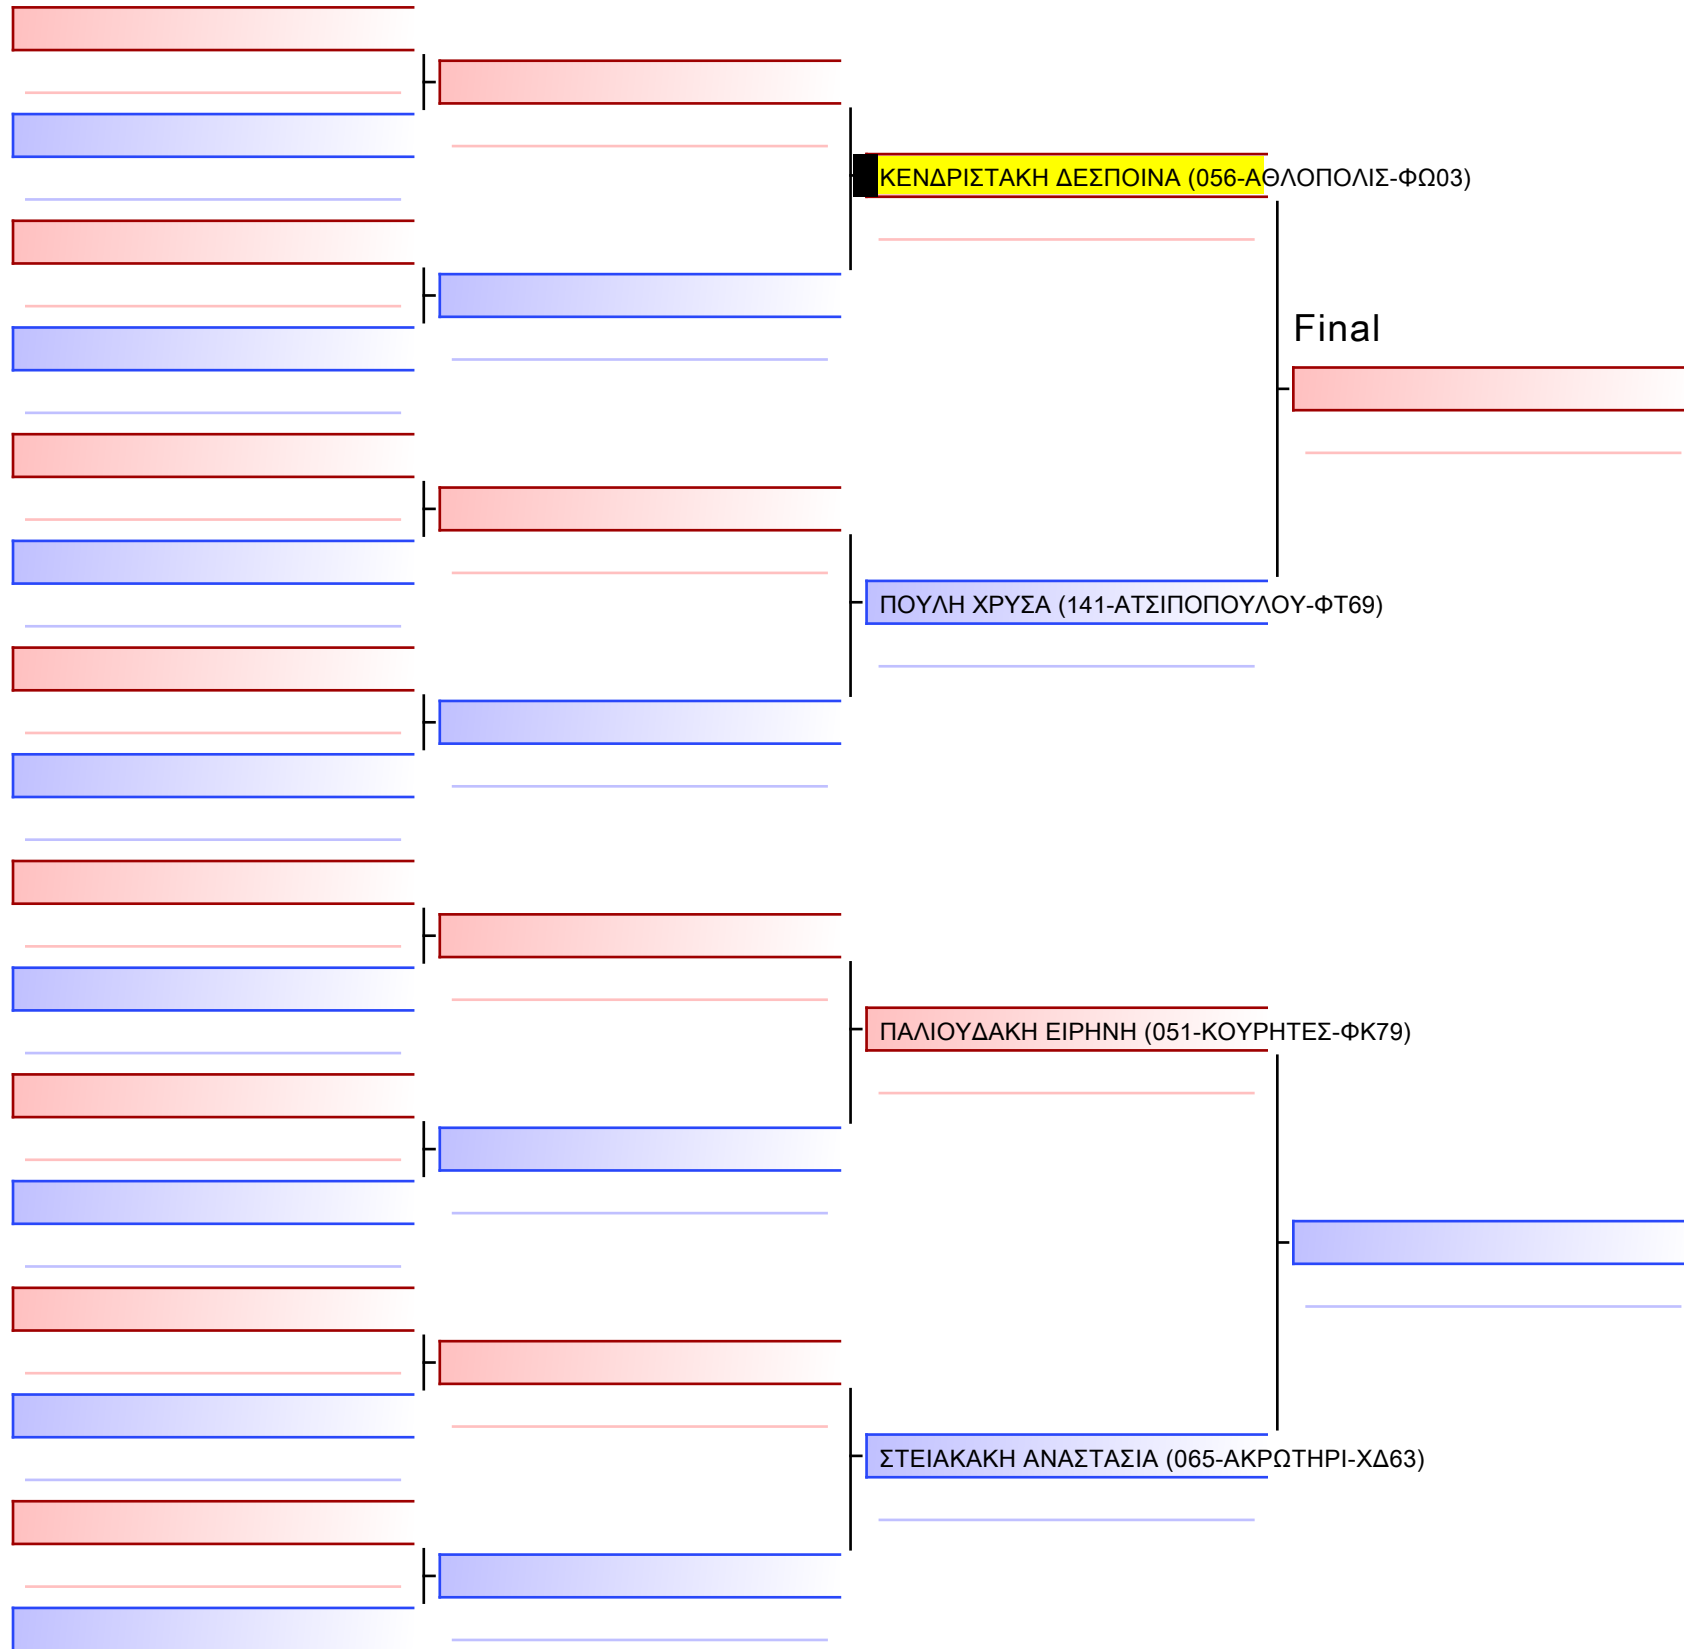 ΚΕΝΔΡΙΣΤΑΚΗ ΔΕΣΠΟΙΝΑ (056-ΑΘΛΟΠΟΛΙΣ-ΦΩ03)
Final
ΠΟΥΛΗ ΧΡΥΣΑ (141-ΑΤΣΙΠΟΠΟΥΛΟΥ-ΦΤ69)
ΠΑΛΙΟΥΔΑΚΗ ΕΙΡΗΝΗ (051-ΚΟΥΡΗΤΕΣ-ΦΚ79)
ΣΤΕΙΑΚΑΚΗ ΑΝΑΣΤΑΣΙΑ (065-ΑΚΡΩΤΗΡΙ-ΧΔ63)